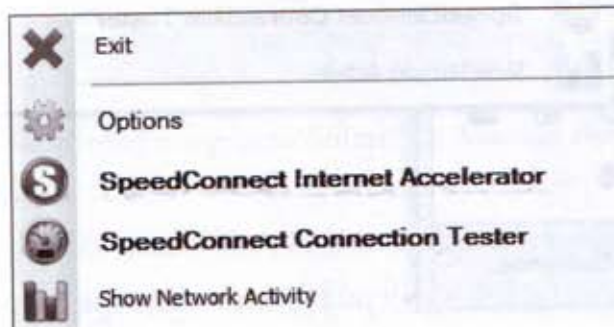 Exit
Options
SpeedConnect Internet Accelerator
SpeedConnect Connection Tester
Show Network Activity